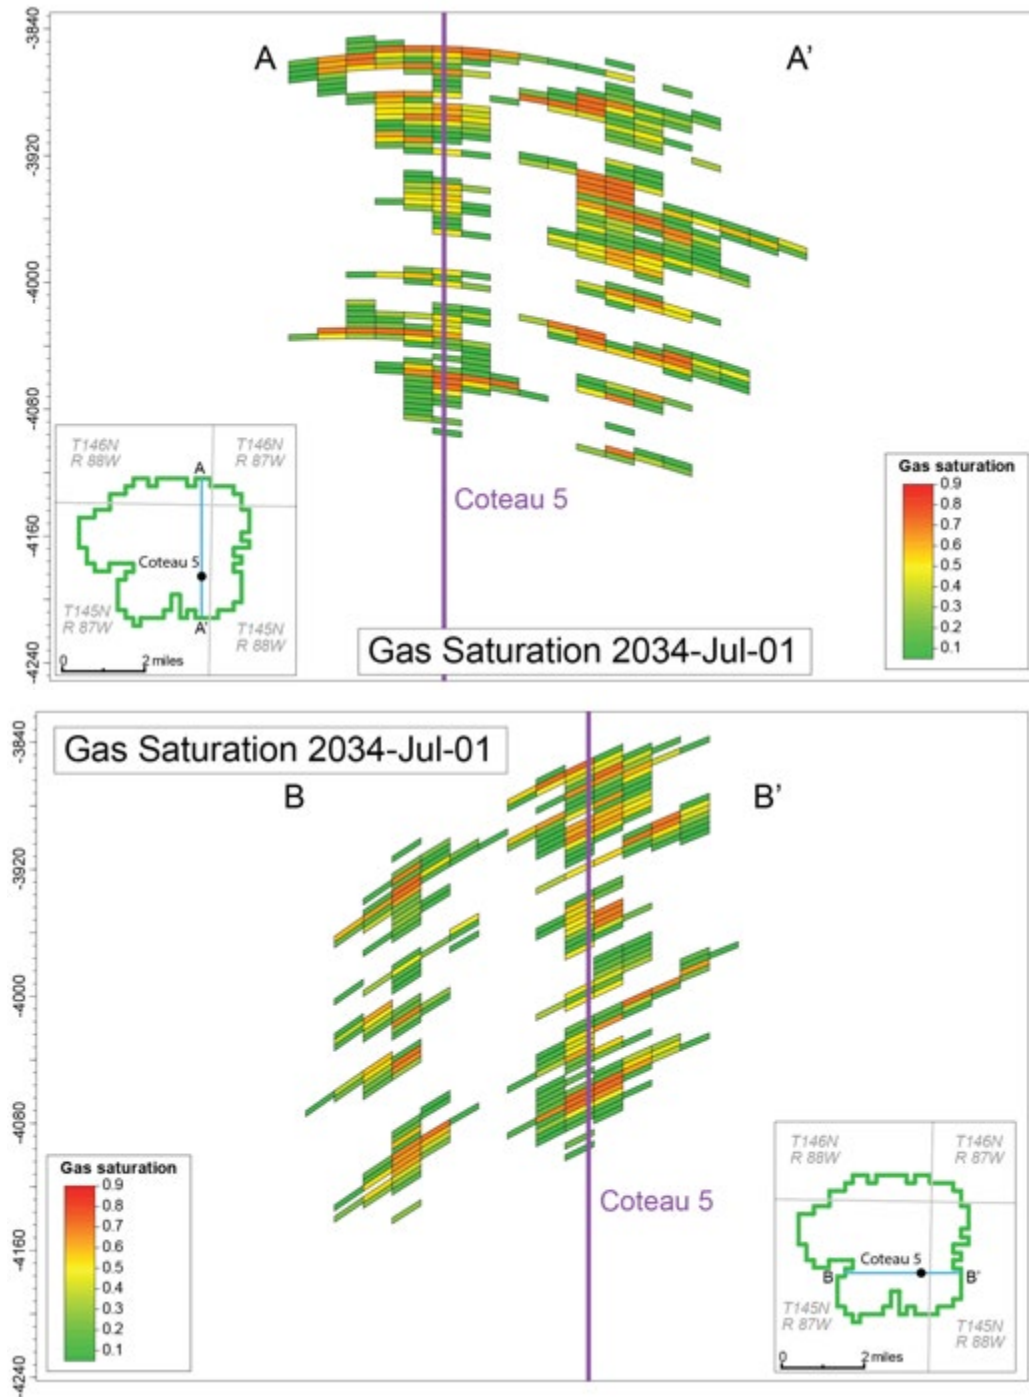 -3840
-3920
-4000
-4080
-4160
-4240
A
A'
Coteau 5
Gas Saturation 2034-Jul-01
T146N
R 88W
T146N
R 87W
A
Coteau 5
T145N
R 87W
A'
T145N
R 88W
0
2 miles
Gas saturation
0.9
0.8
0.7
0.6
0.5
0.4
0.3
0.2
0.1
-3840
-3920
-4000
-4080
-4160
-4240
Gas Saturation 2034-Jul-01
B
B'
Coteau 5
Gas saturation
0.9
0.8
0.7
0.6
0.5
0.4
0.3
0.2
0.1
T146N
R 88W
T146N
R 87W
Coteau 5
B
B'
T145N
R 87W
T145N
R 88W
0
2 miles